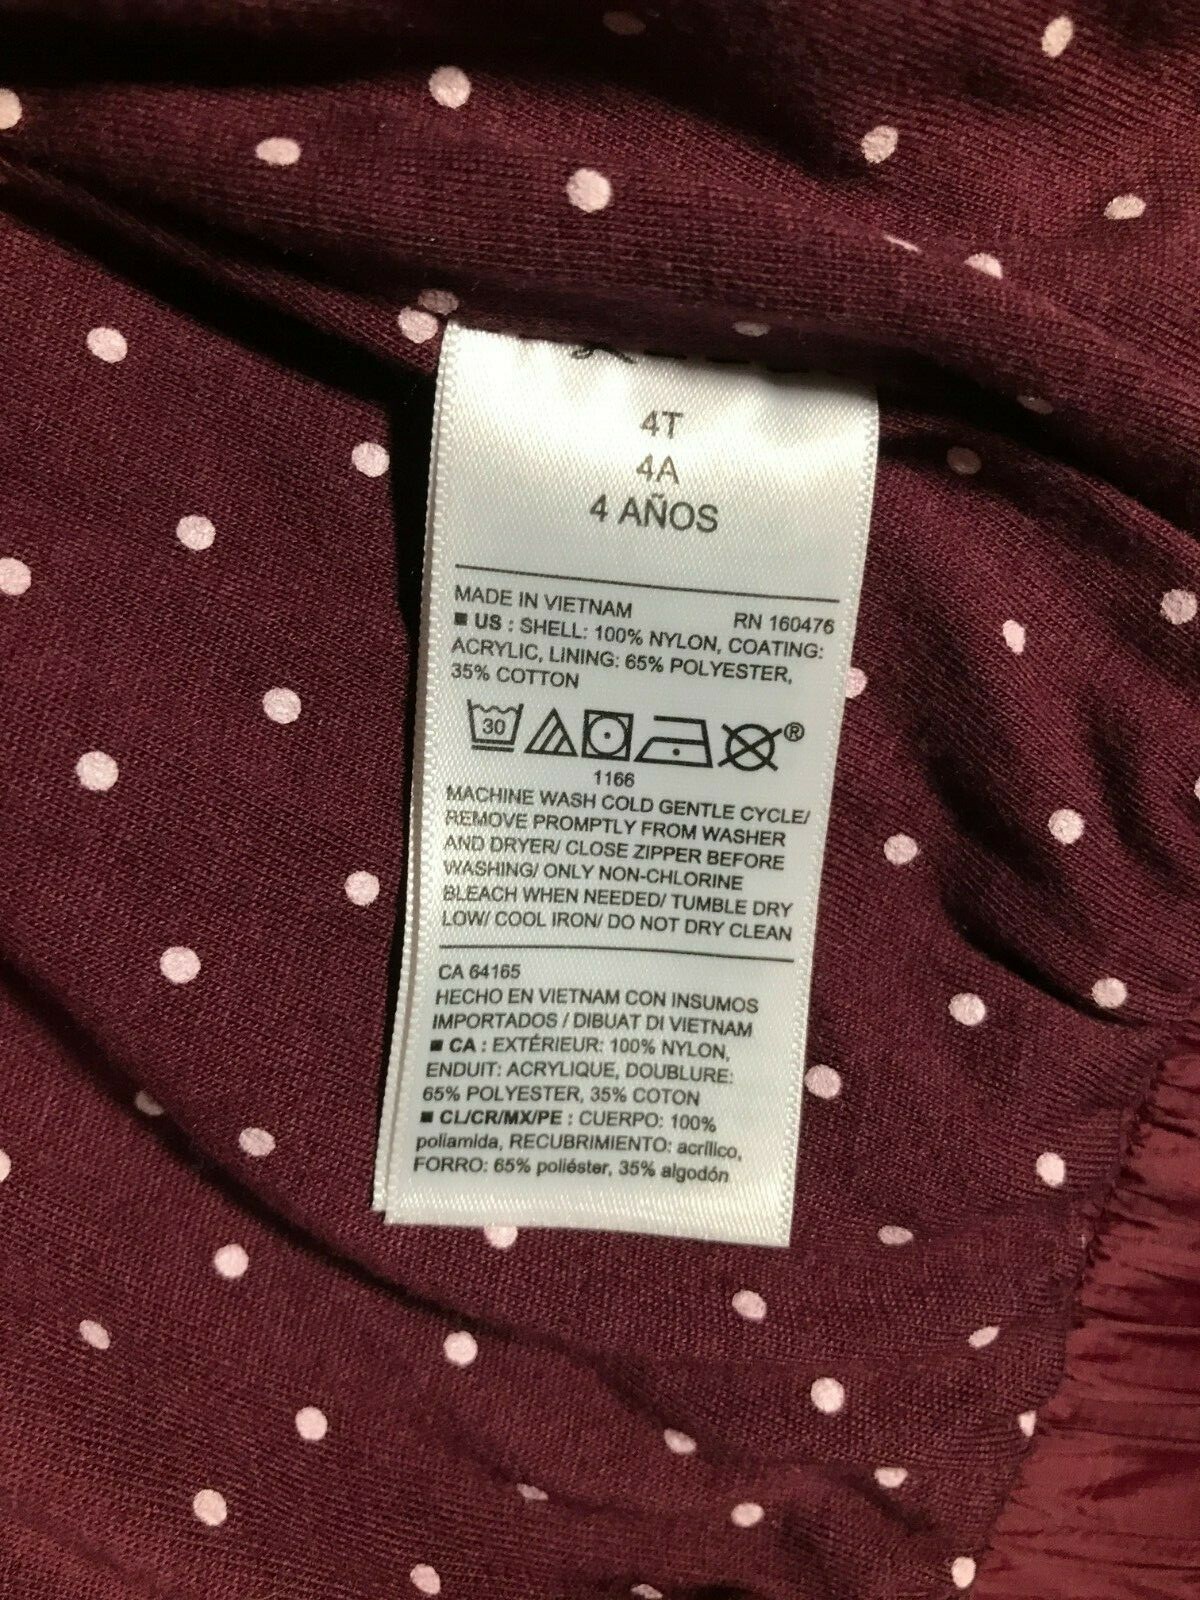 4T
4A
4 AÑOS
MADE IN VIETNAM RN 160476
■ US : SHELL: 100% NYLON, COATING:
ACRYLIC, LINING: 65% POLYESTER,
35% COTTON
30 ®
1166
MACHINE WASH COLD GENTLE CYCLE/
REMOVE PROMPTLY FROM WASHER
AND DRYER/ CLOSE ZIPPER BEFORE
WASHING/ ONLY NON-CHLORINE
BLEACH WHEN NEEDED/ TUMBLE DRY
LOW/ COOL IRON/ DO NOT DRY CLEAN
CA 64165
HECHO EN VIETNAM CON INSUMOS
IMPORTADOS / DIBUAT DI VIETNAM
■ CA : EXTÉRIEUR: 100% NYLON,
ENDUIT: ACRYLIQUE, DOUBLURE:
65% POLYESTER, 35% COTON
■ CL/CR/MX/PE : CUERPO: 100%
poliamida, RECUBRIMIENTO: acrílico,
FORRO: 65% poliéster, 35% algodón